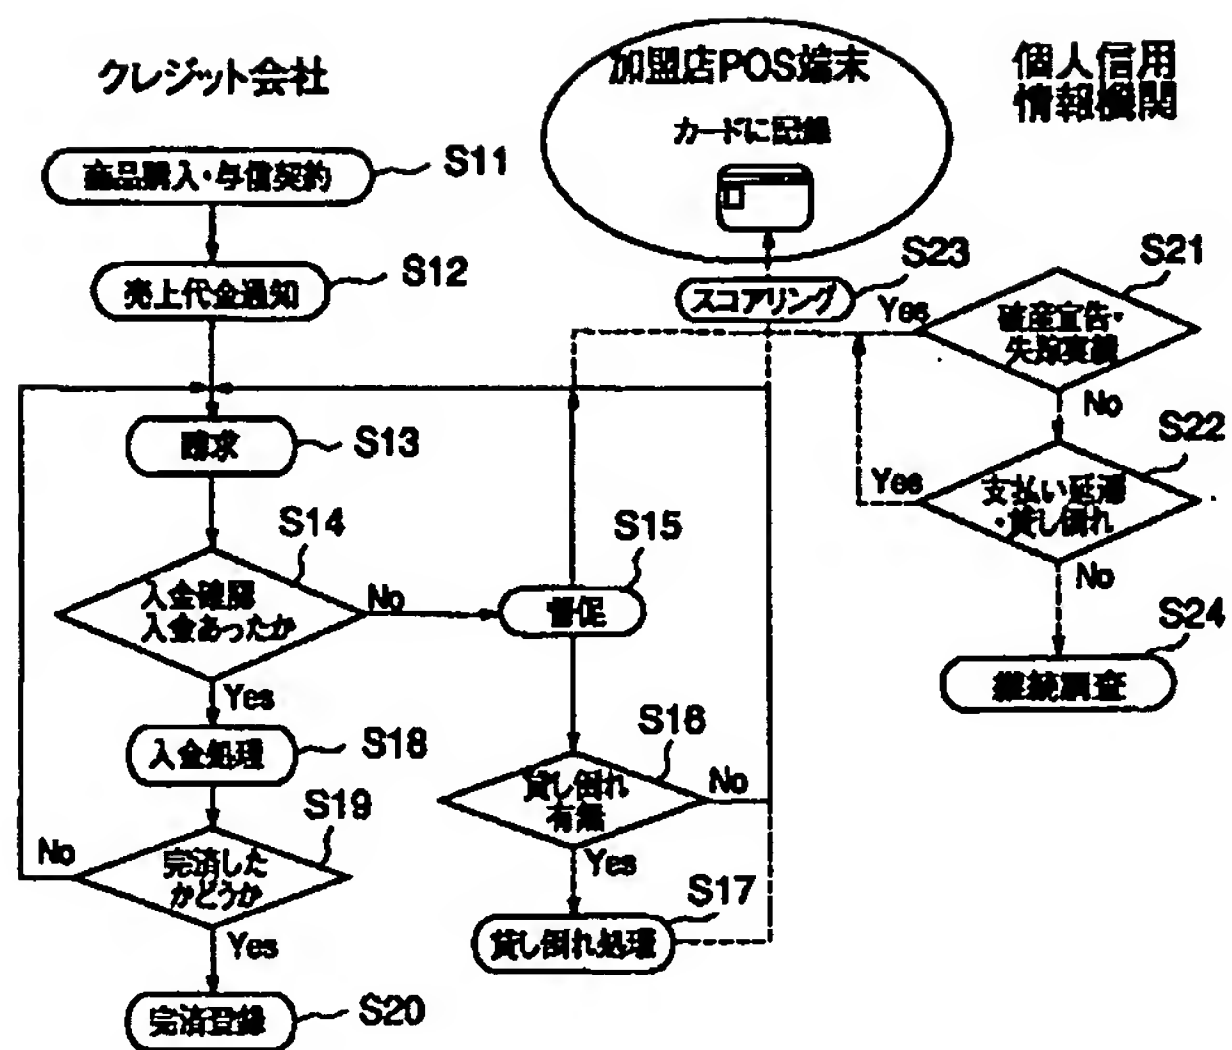 クレジット会社
加盟店POS端末
カードに記録
個人信用
情報機関
商品購入・与信契約
S11
売上代金通知
S12
スコアリング
S23
S21
破産宣告・
失踪実績
Yes
No
請求
S13
S22
支払い延滞
・貸し倒れ
Yes
No
S14
入金確認
入金あったか
No
Yes
S15
督促
S24
継続調査
入金処理
S18
S16
貸し倒れ
有無
No
Yes
S19
完済した
かどうか
No
Yes
S17
貸し倒れ処理
完済登録
S20